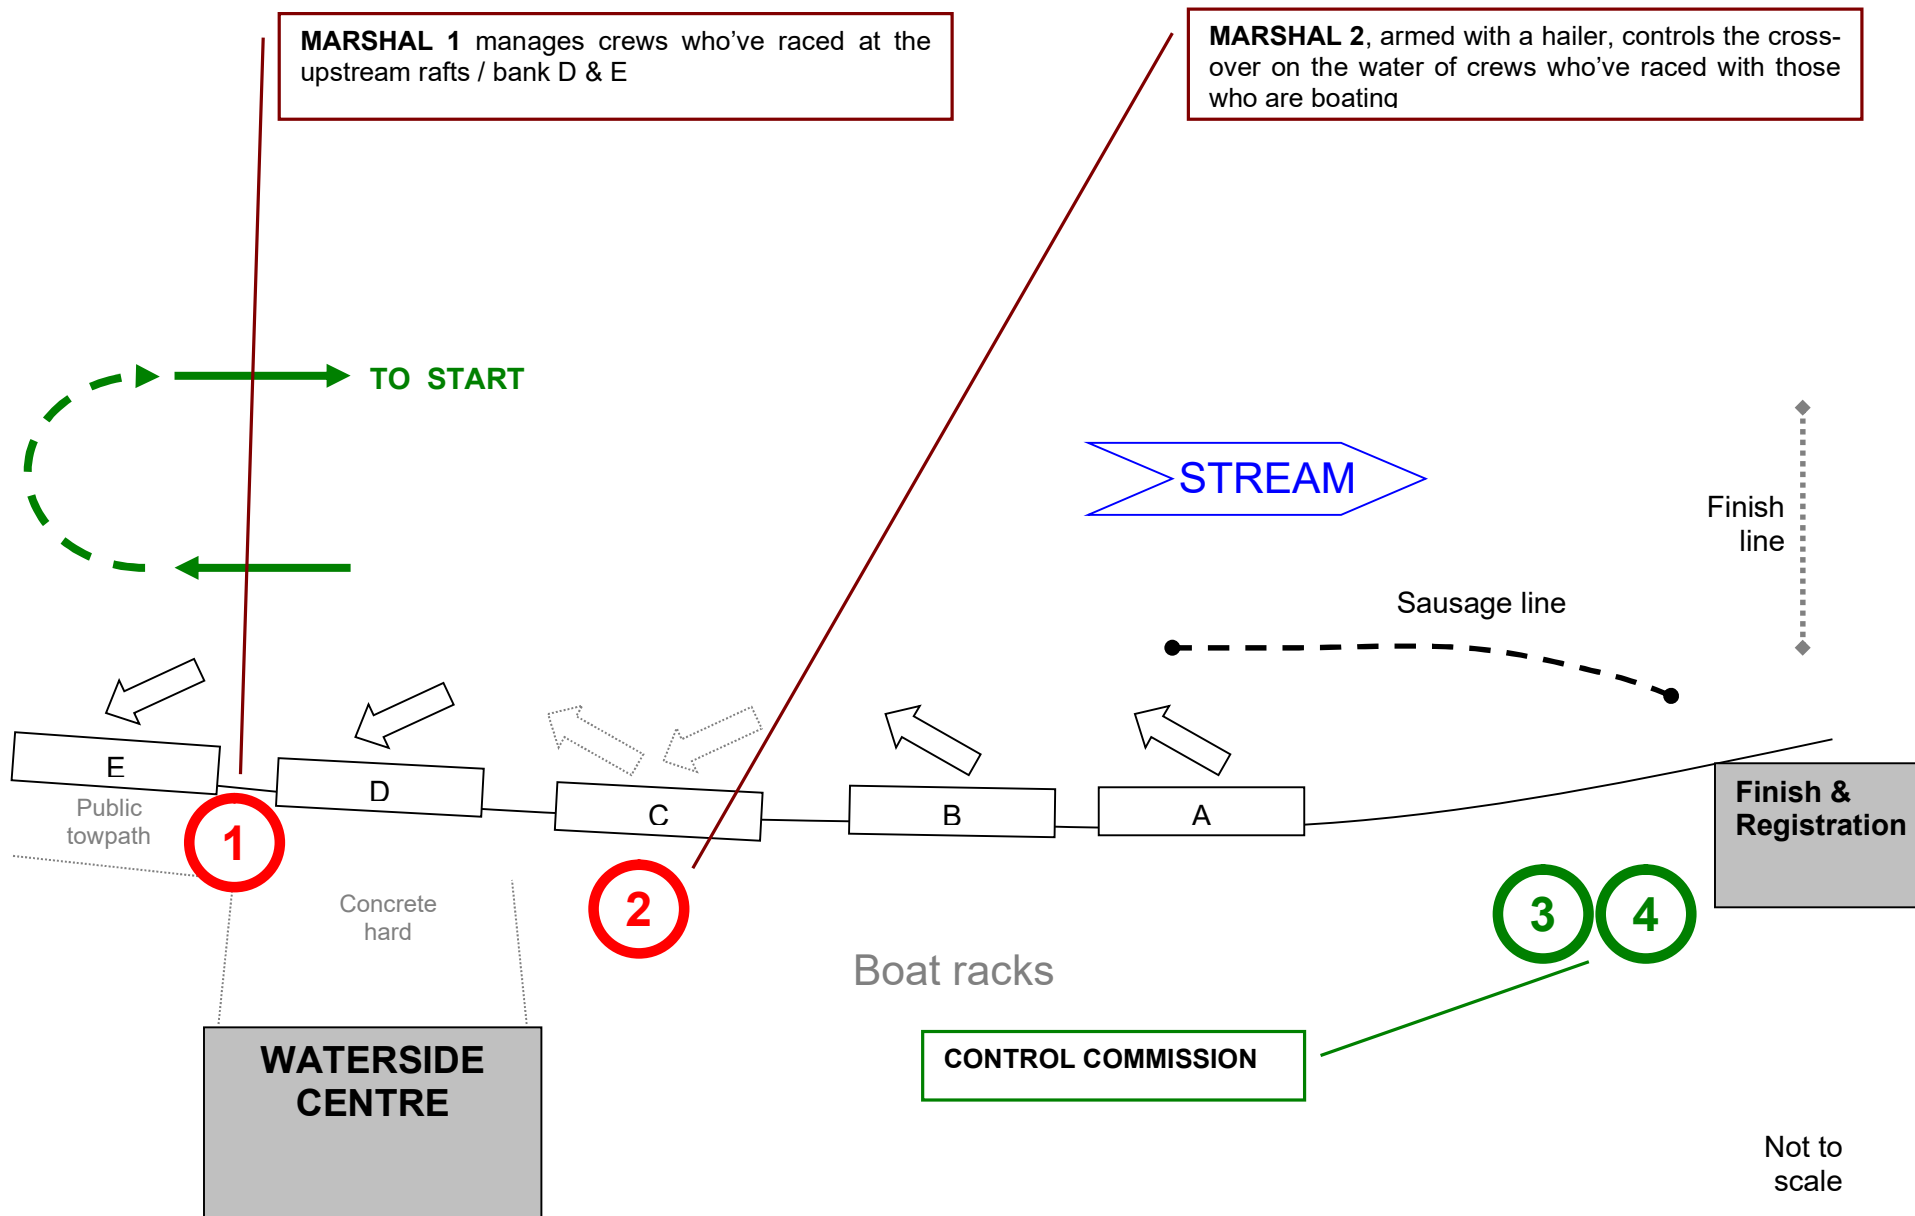 MARSHAL 1 manages crews who've raced at the
upstream rafts / bank D & E
MARSHAL 2, armed with a hailer, controls the cross-
over on the water of crews who've raced with those
who are boating
TO START
STREAM
Finish
line
Sausage line
E
D
C
B
A
Public
towpath
1
Concrete
hard
2
3
4
Finish &
Registration
Boat racks
WATERSIDE
CENTRE
CONTROL COMMISSION
Not to
scale